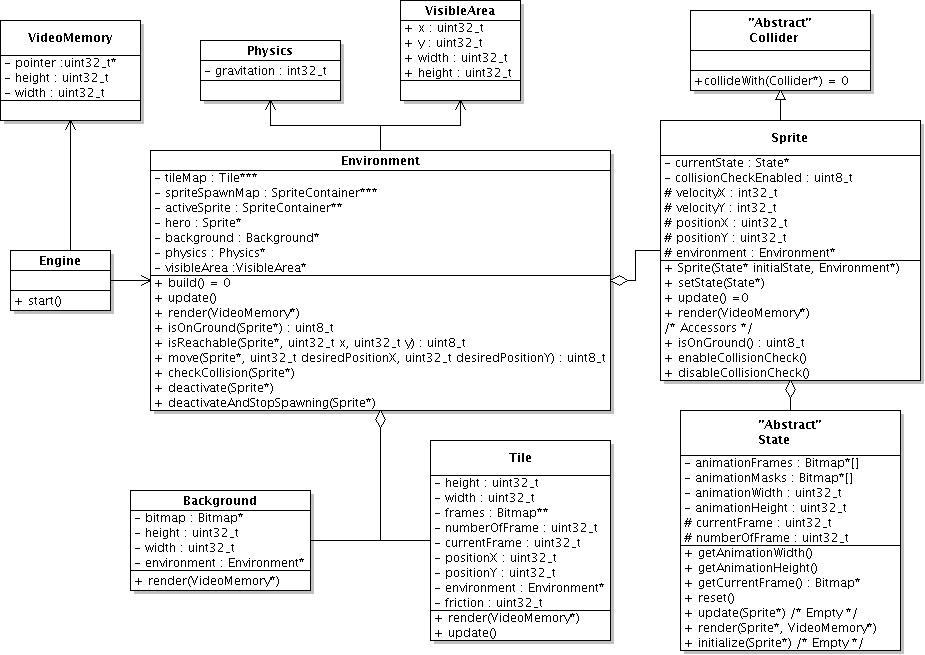 VideoMemory
- pointer :uint32_t*
- height : uint32_t
- width : uint32_t
Physics
- gravitation : int32_t
VisibleArea
+ x : uint32_t
+ y : uint32_t
+ width : uint32_t
+ height : uint32_t
"Abstract"
Collider
+collideWith(Collider*) = 0
Engine
+ start()
Environment
- tileMap : Tile***
- spriteSpawnMap : SpriteContainer***
- activeSprite : SpriteContainer**
- hero : Sprite*
- background : Background*
- physics : Physics*
- visibleArea :VisibleArea*
+ build() = 0
+ update()
+ render(VideoMemory*)
+ isOnGround(Sprite*) : uint8_t
+ isReachable(Sprite*, uint32_t x, uint32_t y) : uint8_t
+ move(Sprite*, uint32_t desiredPositionX, uint32_t desiredPositionY) : uint8_t
+ checkCollision(Sprite*)
+ deactivate(Sprite*)
+ deactivateAndStopSpawning(Sprite*)
Sprite
- currentState : State*
- collisionCheckEnabled : uint8_t
# velocityX : int32_t
# velocityY : int32_t
# positionX : uint32_t
# positionY : uint32_t
# environment : Environment*
+ Sprite(State* initialState, Environment*)
+ setState(State*)
+ update() =0
+ render(VideoMemory*)
/* Accessors */
+ isOnGround() : uint8_t
+ enableCollisionCheck()
+ disableCollisionCheck()
Background
- bitmap : Bitmap*
- height : uint32_t
- width : uint32_t
- environment : Environment*
+ render(VideoMemory*)
Tile
- height : uint32_t
- width : uint32_t
- frames : Bitmap**
- numberOfFrame : uint32_t
- currentFrame : uint32_t
- positionX : uint32_t
- positionY : uint32_t
- environment : Environment*
- friction : uint32_t
+ render(VideoMemory*)
+ update()
"Abstract"
State
- animationFrames : Bitmap*[]
- animationMasks : Bitmap*[]
- animationWidth : uint32_t
- animationHeight : uint32_t
# currentFrame : uint32_t
# numberOfFrame : uint32_t
+ getAnimationWidth()
+ getAnimationHeight()
+ getCurrentFrame() : Bitmap*
+ reset()
+ update(Sprite*) /* Empty */
+ render(Sprite*, VideoMemory*)
+ initialize(Sprite*) /* Empty */